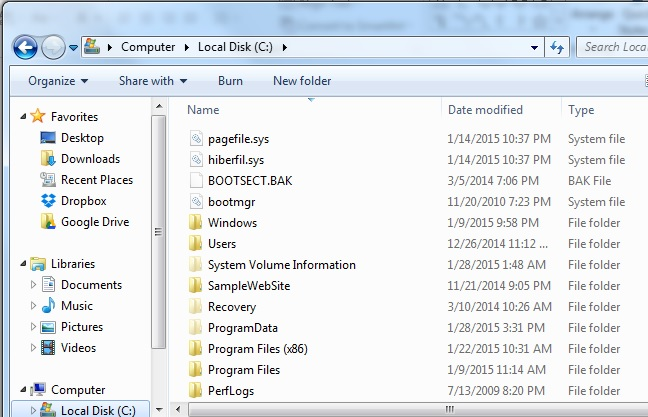 Computer Local Disk (C:) Search Loca
Organize Share with Burn New folder
Favorites
Desktop
Downloads
Recent Places
Dropbox
Google Drive
Libraries
Documents
Music
Pictures
Videos
Computer
Local Disk (C:)
Name Date modified Type
pagefile.sys 1/14/2015 10:37 PM System file
hiberfil.sys 1/14/2015 10:37 PM System file
BOOTSECT.BAK 3/5/2014 7:06 PM BAK File
bootmgr 11/20/2010 7:23 PM System file
Windows 1/9/2015 9:58 PM File folder
Users 12/26/2014 11:12 ... File folder
System Volume Information 1/28/2015 1:48 AM File folder
SampleWebSite 11/21/2014 9:05 PM File folder
Recovery 3/10/2014 10:26 AM File folder
ProgramData 1/28/2015 3:31 PM File folder
Program Files (x86) 1/22/2015 10:31 AM File folder
Program Files 1/9/2015 11:14 AM File folder
PerfLogs 7/13/2009 8:20 PM File folder